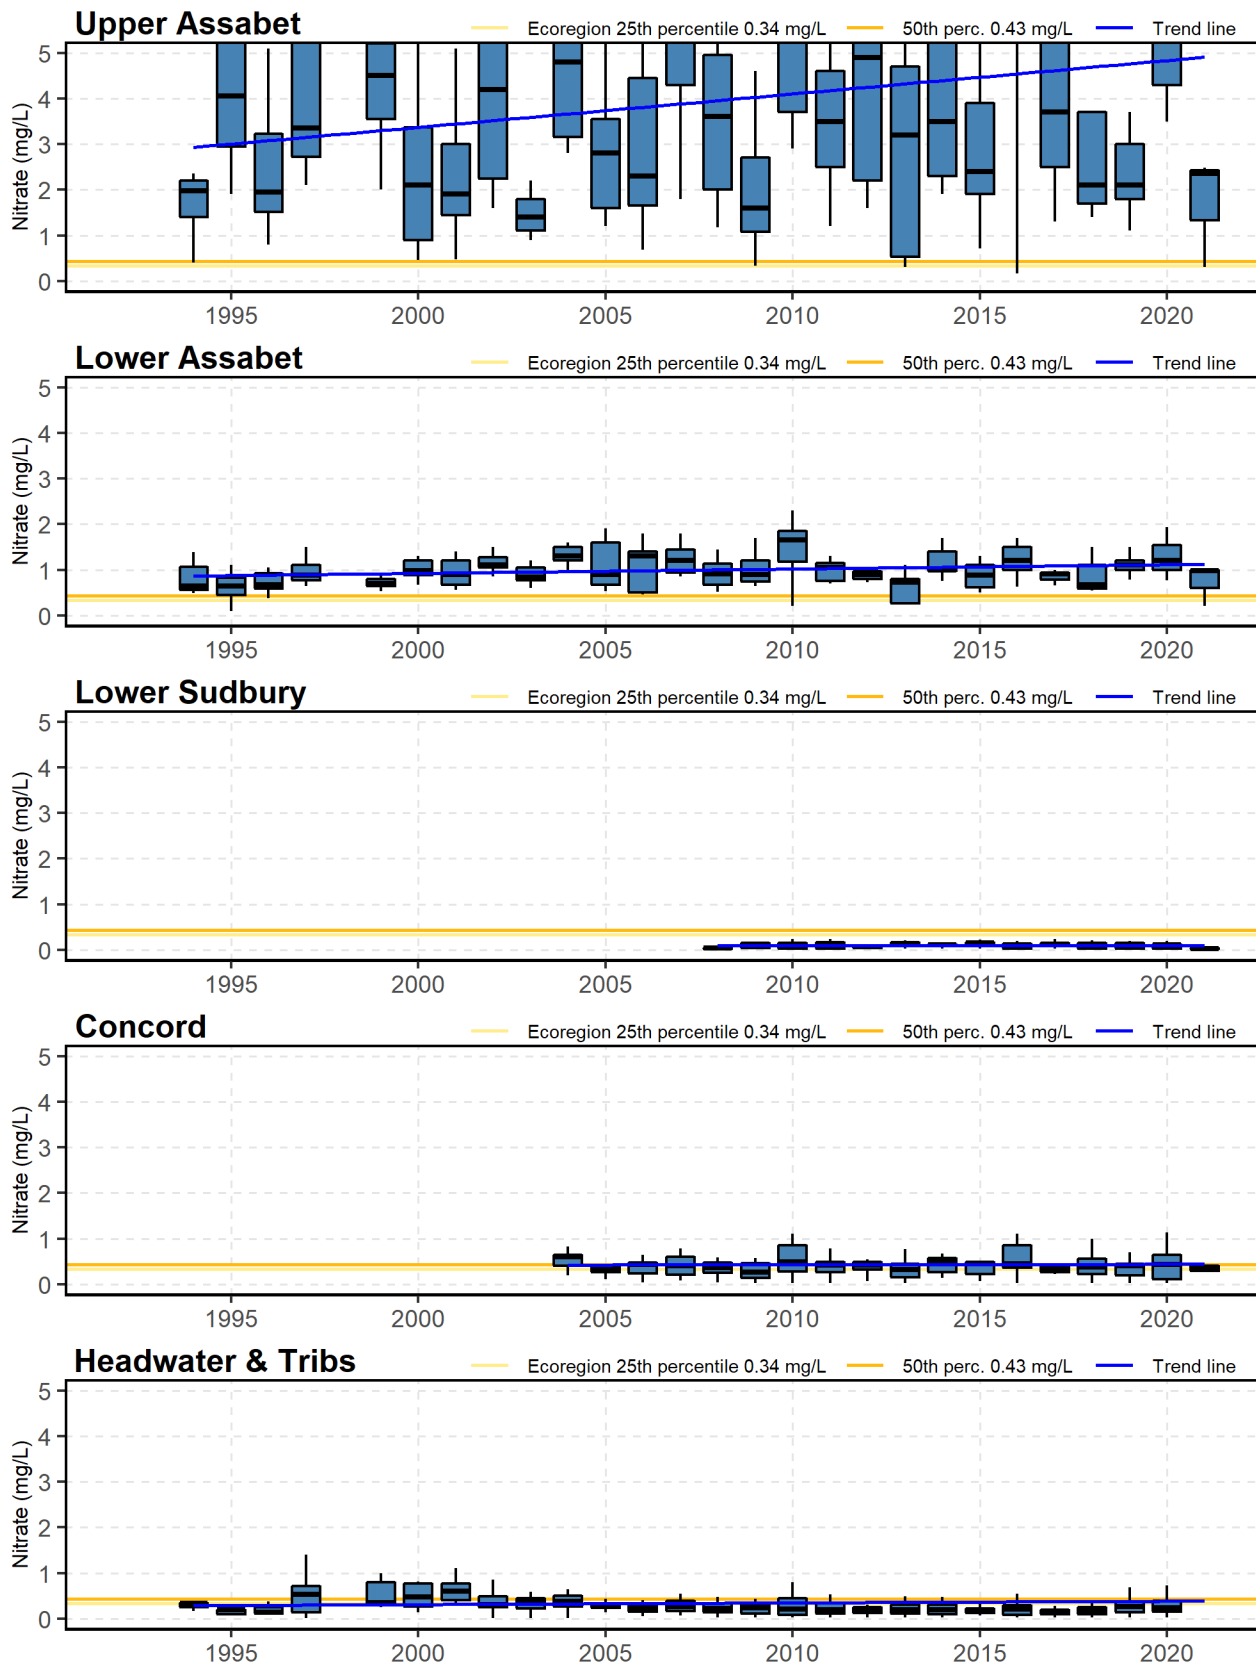 Upper Assabet
Ecoregion 25th percentile 0.34 mg/L 50th perc. 0.43 mg/L Trend line
Nitrate (mg/L)
5
4
3
2
1
0
1995 2000 2005 2010 2015 2020
Lower Assabet
Ecoregion 25th percentile 0.34 mg/L 50th perc. 0.43 mg/L Trend line
Nitrate (mg/L)
5
4
3
2
1
0
1995 2000 2005 2010 2015 2020
Lower Sudbury
Ecoregion 25th percentile 0.34 mg/L 50th perc. 0.43 mg/L Trend line
Nitrate (mg/L)
5
4
3
2
1
0
1995 2000 2005 2010 2015 2020
Concord
Ecoregion 25th percentile 0.34 mg/L 50th perc. 0.43 mg/L Trend line
Nitrate (mg/L)
5
4
3
2
1
0
1995 2000 2005 2010 2015 2020
Headwater & Tribs
Ecoregion 25th percentile 0.34 mg/L 50th perc. 0.43 mg/L Trend line
Nitrate (mg/L)
5
4
3
2
1
0
1995 2000 2005 2010 2015 2020